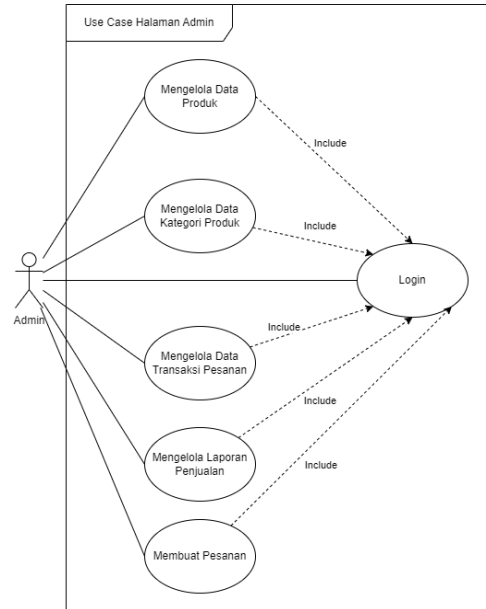 Use Case Halaman Admin
Mengelola Data
Produk
Include
Mengelola Data
Kategori Produk
Include
Login
Admin
Include
Mengelola Data
Transaksi Pesanan
Include
Mengelola Laporan
Penjualan
Include
Membuat Pesanan